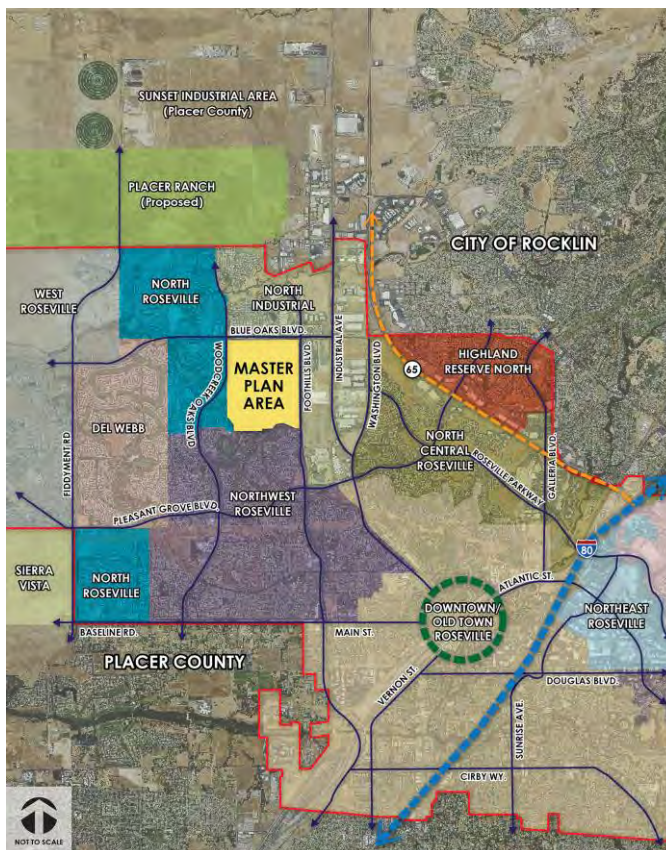 SUNSET INDUSTRIAL AREA
(Placer County)
PLACER RANCH
(Proposed)
CITY OF ROCKLIN
WEST
ROSEVILLE
NORTH
ROSEVILLE
NORTH
INDUSTRIAL
BLUE OAKS BLVD.
INDUSTRIAL AVE
WASHINGTON BLVD
65
HIGHLAND
RESERVE NORTH
MASTER
PLAN
AREA
WOODCREEK OAKS BLVD
FOOTHILLS BLVD.
DEL WEBB
FIDDYMENT RD
NORTH
CENTRAL
ROSEVILLE
ROSEVILLE PARKWAY
GALLERIA BLVD.
NORTHWEST
ROSEVILLE
PLEASANT GROVE BLVD.
80
SIERRA
VISTA
NORTH
ROSEVILLE
ATLANTIC ST.
DOWNTOWN/
OLD TOWN
ROSEVILLE
NORTHEAST
ROSEVILLE
BASELINE RD.
MAIN ST.
PLACER COUNTY
VERNON ST.
DOUGLAS BLVD.
SUNRISE AVE.
CIRBY WY.
NOT TO SCALE